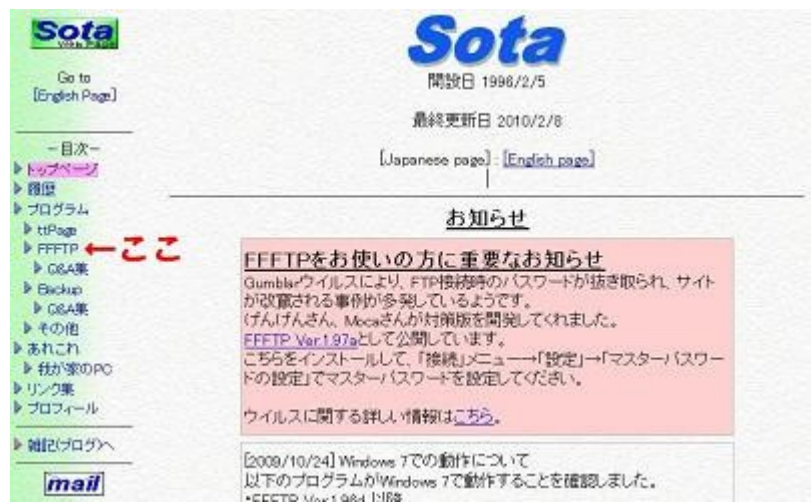 Sota
Web Page
Go to
[English Page]
-目次-
トップページ
履歴
プログラム
ttPage
FFFTP ←ここ
Q&A集
Backup
Q&A集
その他
あれこれ
我が家のPC
リンク集
プロフィール
雑記(ブログ)へ
mail
Sota
開設日 1996/2/5
最終更新日 2010/2/8
[Japanese page] : [English page]
お知らせ
FFFTPをお使いの方に重要なお知らせ
Gumblarウイルスにより、FTP接続時のパスワードが抜き取られ、サイト
が改竄される事例が多発しているようです。
げんげんさん、Mocaさんが対策版を開発してくれました。
FFFTP Ver1.97aとして公開しています。
こちらをインストールして、「接続」メニュー→「設定」→「マスターパスワー
ドの設定」でマスターパスワードを設定してください。
ウイルスに関する詳しい情報はこちら。
[2009/10/24] Windows 7での動作について
以下のプログラムがWindows 7で動作することを確認しました。
*FFFTP Ver1.96d 以降